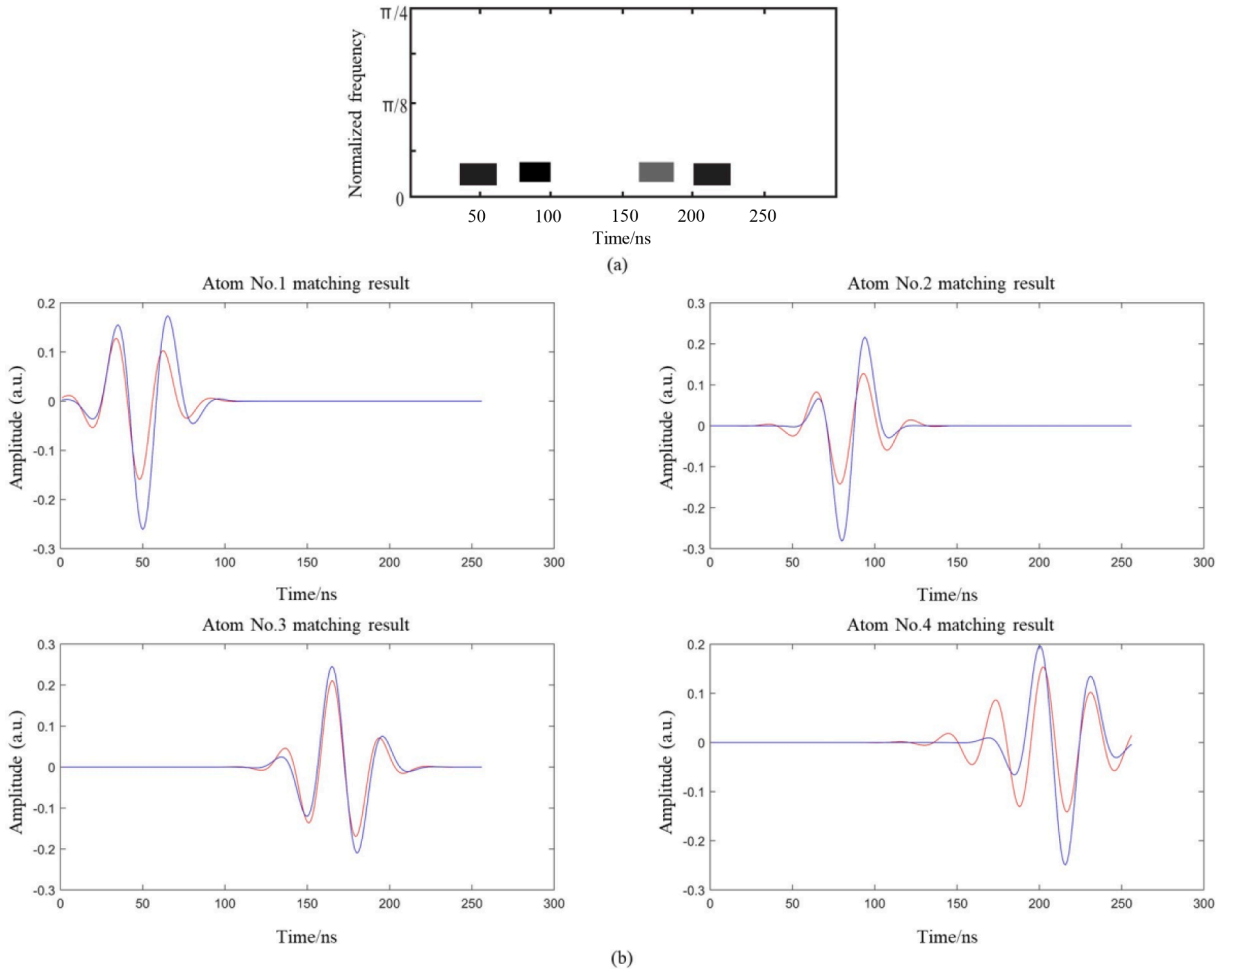 π/4
Normalized frequency
π/8
0
50 100 150 200 250
Time/ns
(a)
Atom No.1 matching result
0.2
0.1
0
-0.1
-0.2
-0.3
Amplitude (a.u.)
0 50 100 150 200 250 300
Time/ns
Atom No.2 matching result
0.3
0.2
0.1
0
-0.1
-0.2
-0.3
Amplitude (a.u.)
0 50 100 150 200 250 300
Time/ns
Atom No.3 matching result
0.3
0.2
0.1
0
-0.1
-0.2
-0.3
Amplitude (a.u.)
0 50 100 150 200 250 300
Time/ns
Atom No.4 matching result
0.2
0.1
0
-0.1
-0.2
-0.3
Amplitude (a.u.)
0 50 100 150 200 250 300
Time/ns
(b)